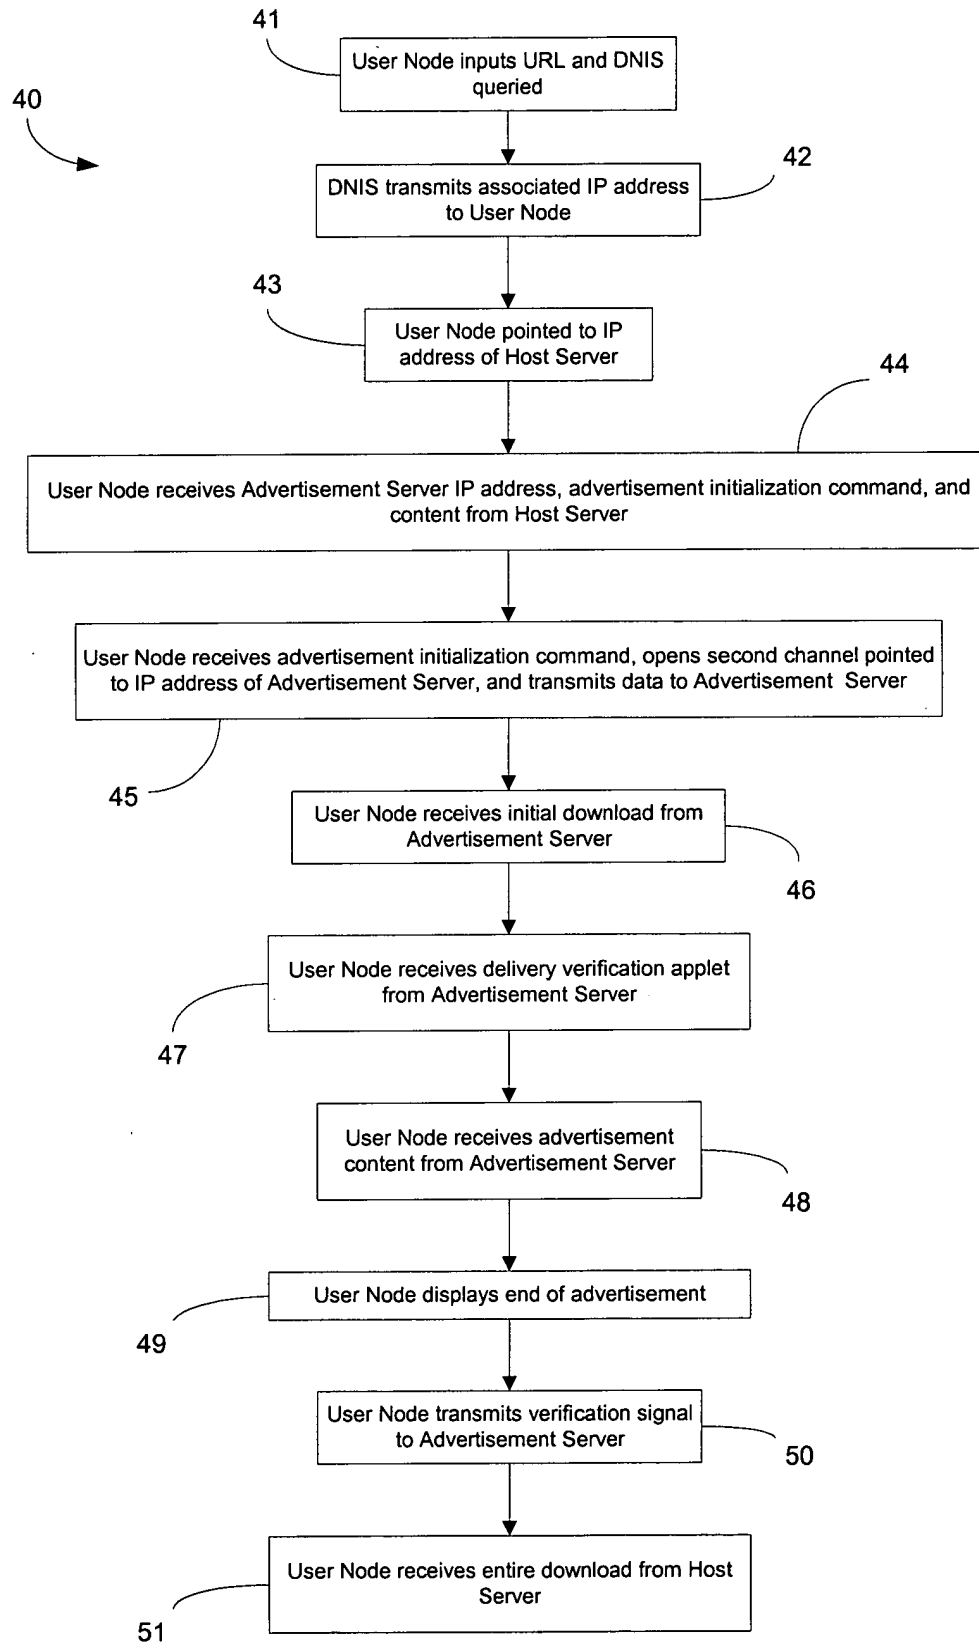 41
User Node inputs URL and DNIS
queried
40
42
DNIS transmits associated IP address
to User Node
43
User Node pointed to IP
address of Host Server
44
User Node receives Advertisement Server IP address, advertisement initialization command, and
content from Host Server
User Node receives advertisement initialization command, opens second channel pointed
to IP address of Advertisement Server, and transmits data to Advertisement Server
45
User Node receives initial download from
Advertisement Server
46
User Node receives delivery verification applet
from Advertisement Server
47
User Node receives advertisement
content from Advertisement Server
48
User Node displays end of advertisement
49
User Node transmits verification signal
to Advertisement Server
50
User Node receives entire download from Host
Server
51